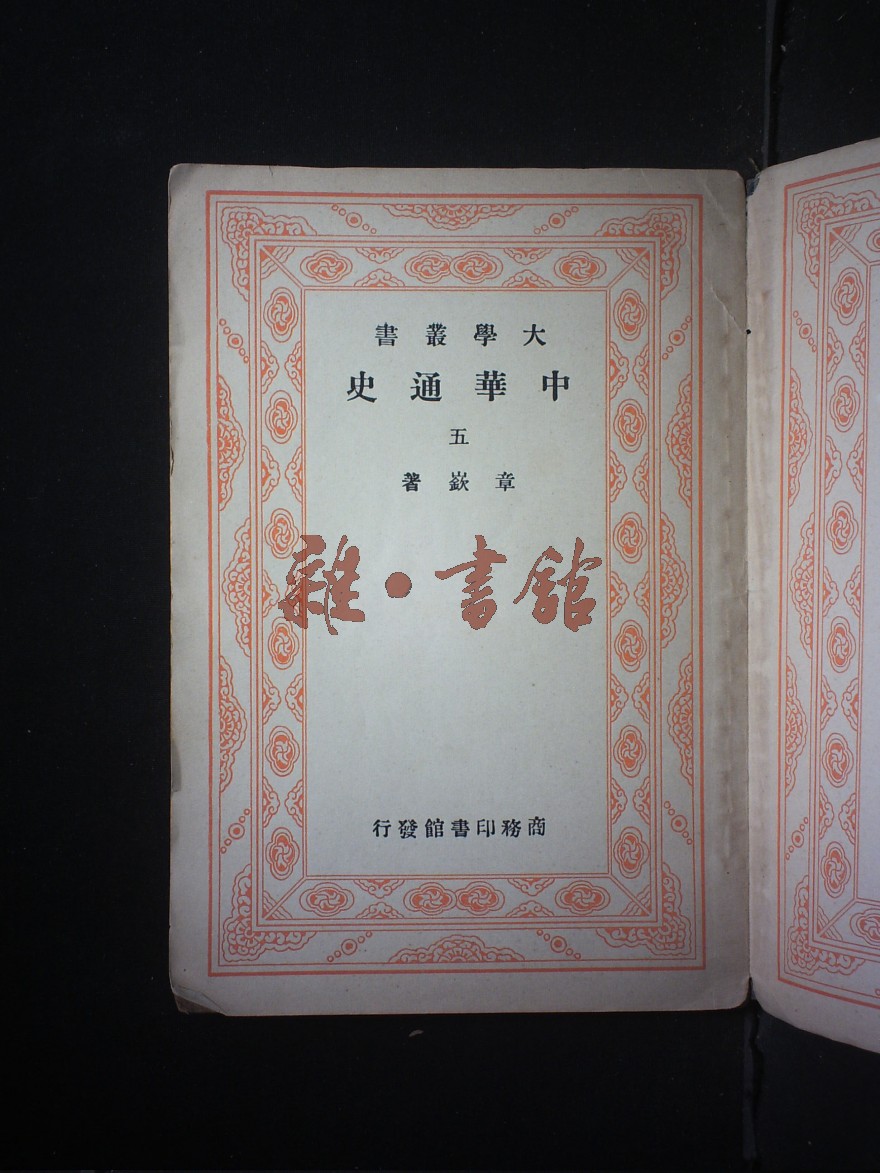 大學叢書
中華通史
五
章嶔著
雜・書館
商務印書館發行